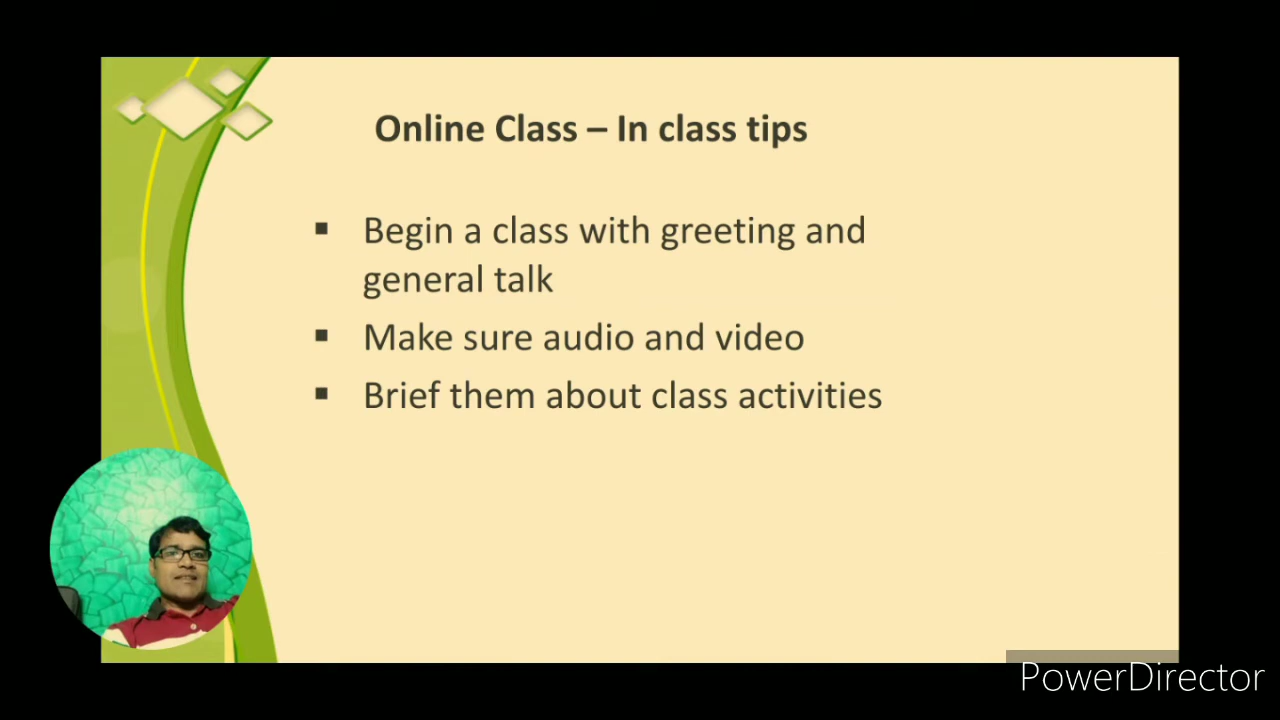 Online Class – In class tips
▪ Begin a class with greeting and
general talk
▪ Make sure audio and video
▪ Brief them about class activities
PowerDirector